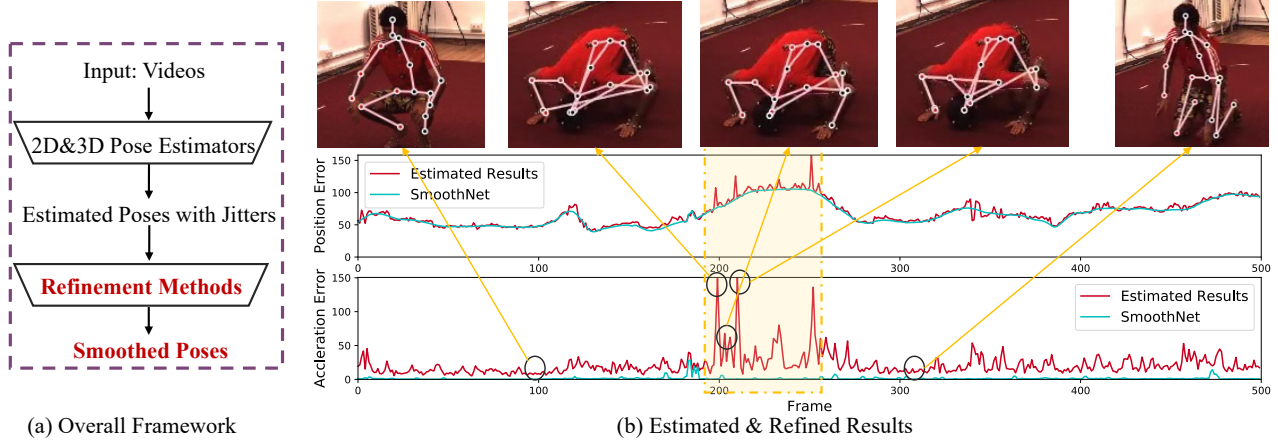 Input: Videos
2D&3D Pose Estimators
Estimated Poses with Jitters
Refinement Methods
Smoothed Poses
(a) Overall Framework
Position Error
150
100
50
0
Estimated Results
SmoothNet
0 100 200 300 400 500
Accleration Error
150
100
50
0
Estimated Results
SmoothNet
0 100 200 300 400 500
Frame
(b) Estimated & Refined Results